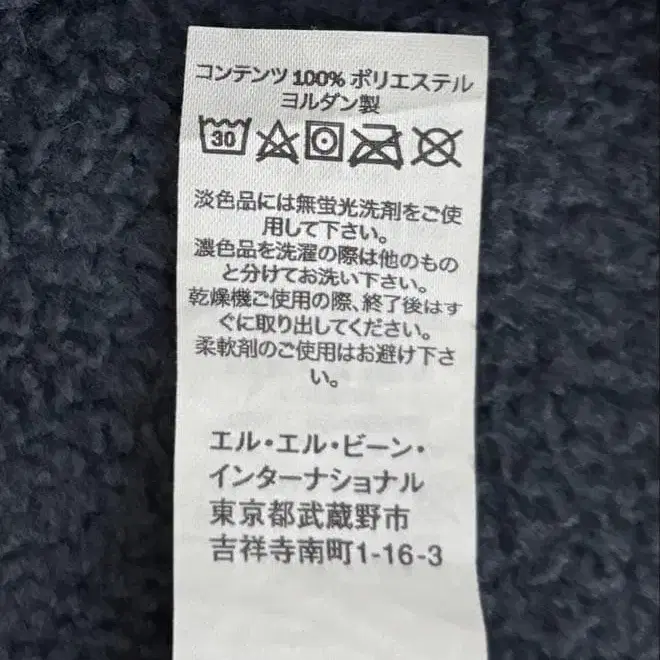 コンテンツ 100% ポリエステル
ヨルダン製
30
淡色品には無蛍光洗剤をご使
用して下さい。
濃色品を洗濯の際は他のもの
と分けてお洗い下さい。
乾燥機ご使用の際、終了後はす
ぐに取り出してください。
柔軟剤のご使用はお避け下さ
い。
エル・エル・ビーン・
インターナショナル
東京都武蔵野市
吉祥寺南町1-16-3